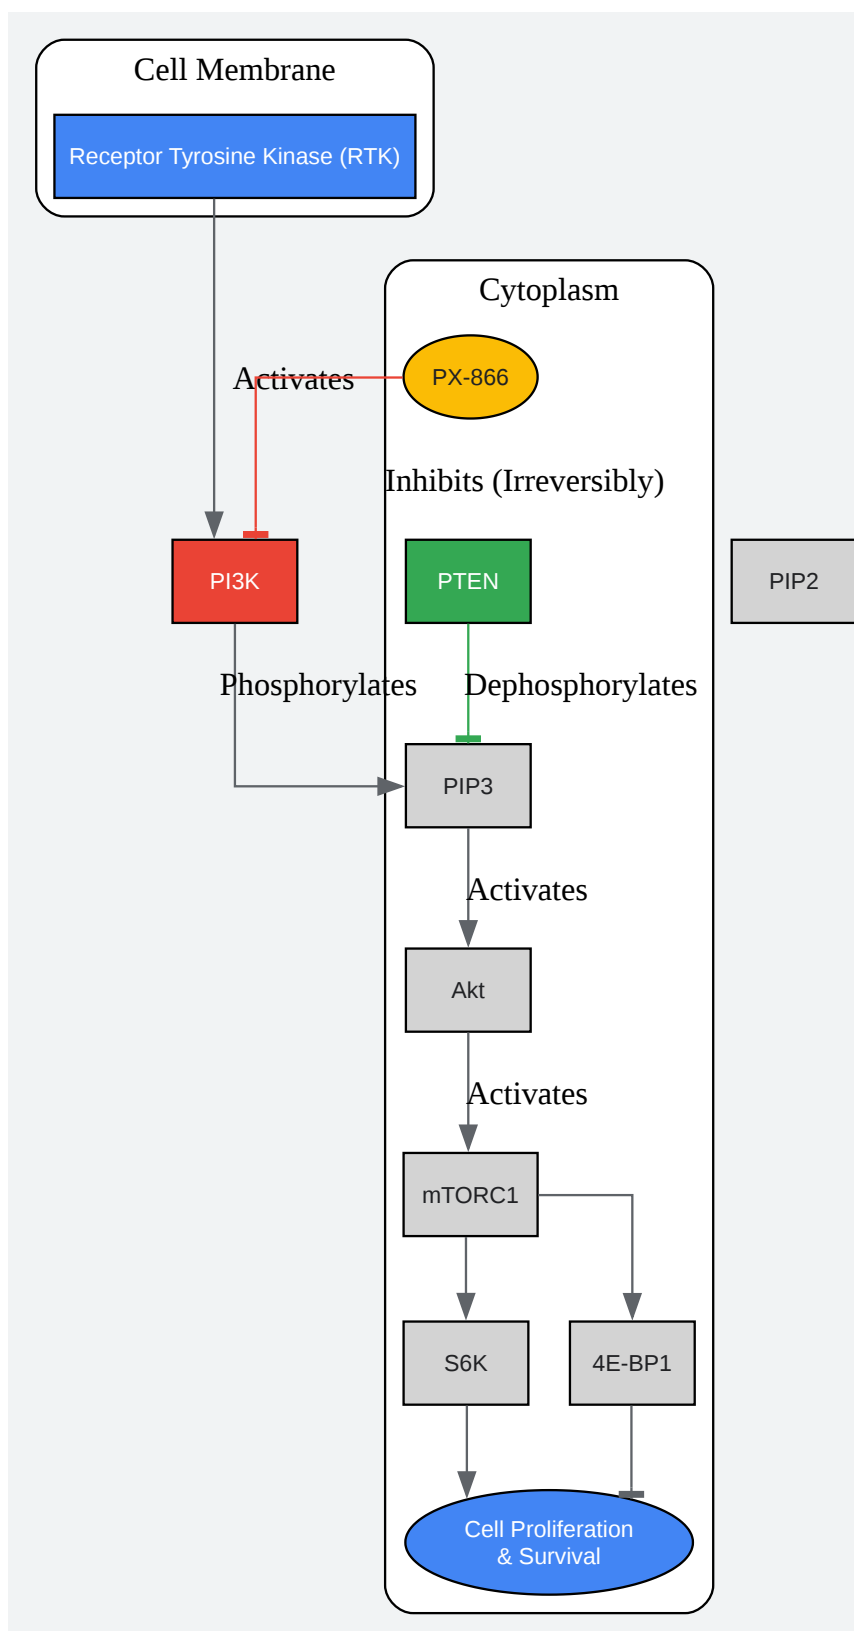 Cell Membrane
Receptor Tyrosine Kinase (RTK)
Cytoplasm
PX-866
Activates
Inhibits (Irreversibly)
PI3K
PTEN
PIP2
Phosphorylates
Dephosphorylates
PIP3
Activates
Akt
Activates
mTORC1
S6K
4E-BP1
Cell Proliferation
& Survival